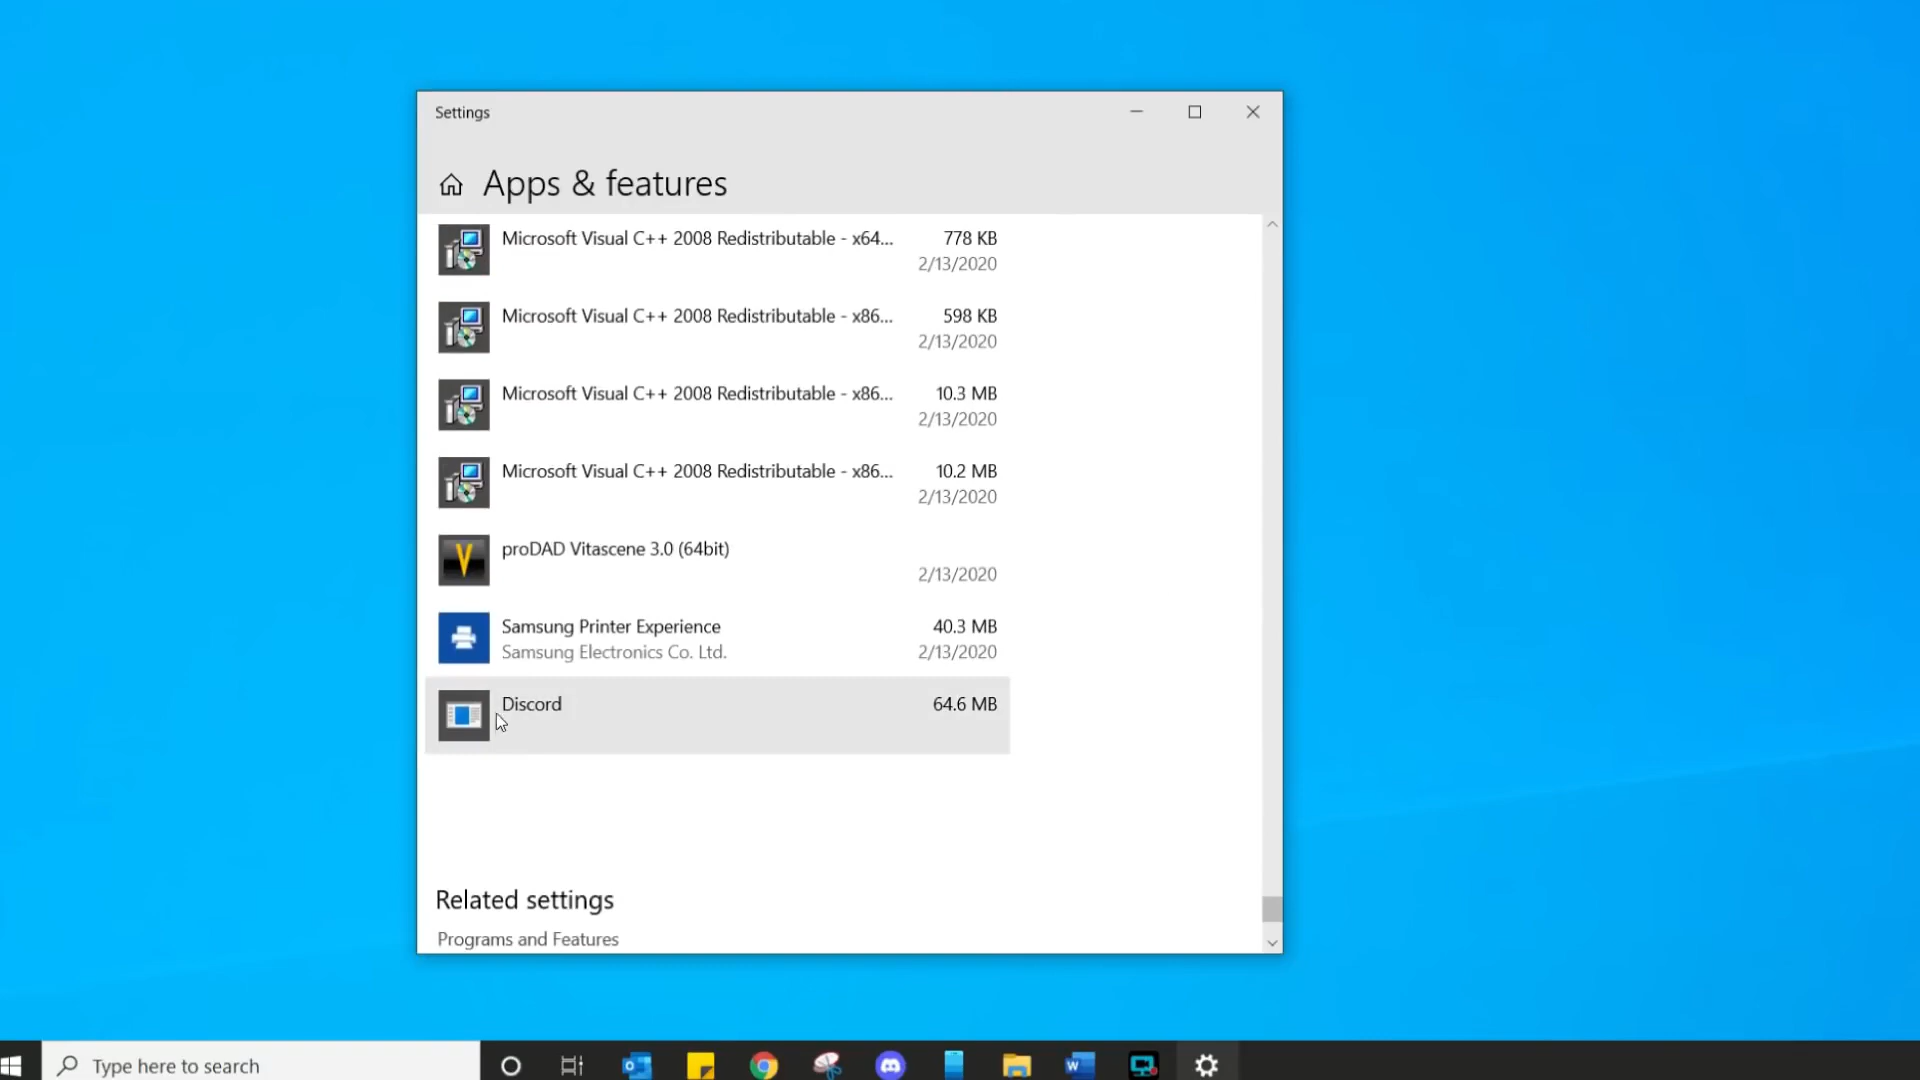 Settings
Apps & features
Microsoft Visual C++ 2008 Redistributable - x64... 778 KB
2/13/2020
Microsoft Visual C++ 2008 Redistributable - x86... 598 KB
2/13/2020
Microsoft Visual C++ 2008 Redistributable - x86... 10.3 MB
2/13/2020
Microsoft Visual C++ 2008 Redistributable - x86... 10.2 MB
2/13/2020
proDAD Vitascene 3.0 (64bit)
2/13/2020
Samsung Printer Experience 40.3 MB
Samsung Electronics Co. Ltd. 2/13/2020
Discord 64.6 MB
Related settings
Programs and Features
Type here to search